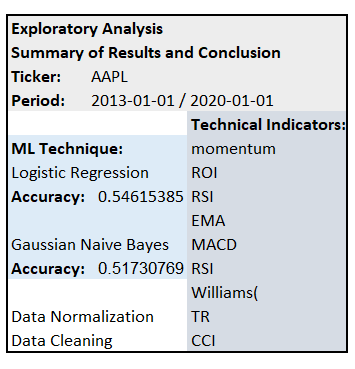 Exploratory Analysis
Summary of Results and Conclusion
Ticker: AAPL
Period: 2013-01-01 / 2020-01-01
Technical Indicators:
ML Technique: momentum
Logistic Regression ROI
Accuracy: 0.54615385 RSI
EMA
Gaussian Naive Bayes MACD
Accuracy: 0.51730769 RSI
Williams(
Data Normalization TR
Data Cleaning CCI